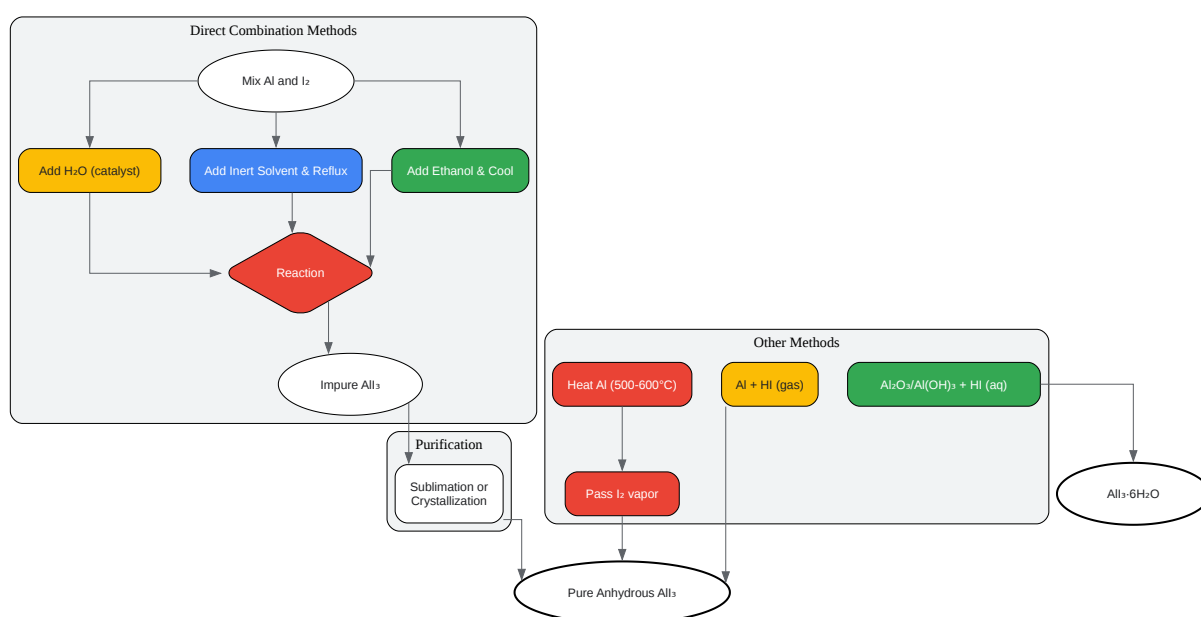 Direct Combination Methods
Mix Al and I₂
Add H₂O (catalyst)
Add Inert Solvent & Reflux
Add Ethanol & Cool
Reaction
Impure AlI₃
Purification
Sublimation or
Crystallization
Other Methods
Heat Al (500-600°C)
Al + HI (gas)
Al₂O₃/Al(OH)₃ + HI (aq)
Pass I₂ vapor
AlI₃·6H₂O
Pure Anhydrous AlI₃